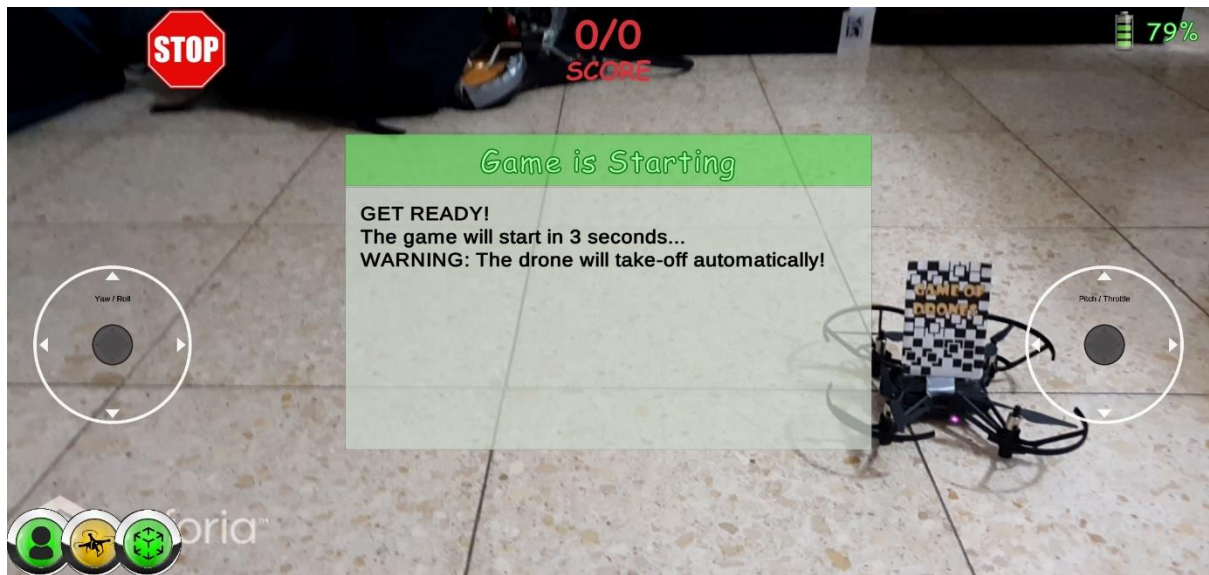 STOP
0/0
SCORE
79%
Game is Starting
GET READY!
The game will start in 3 seconds...
WARNING: The drone will take-off automatically!
Yaw / Roll
Pitch / Throttle
GAME OF
DRONES
oria™